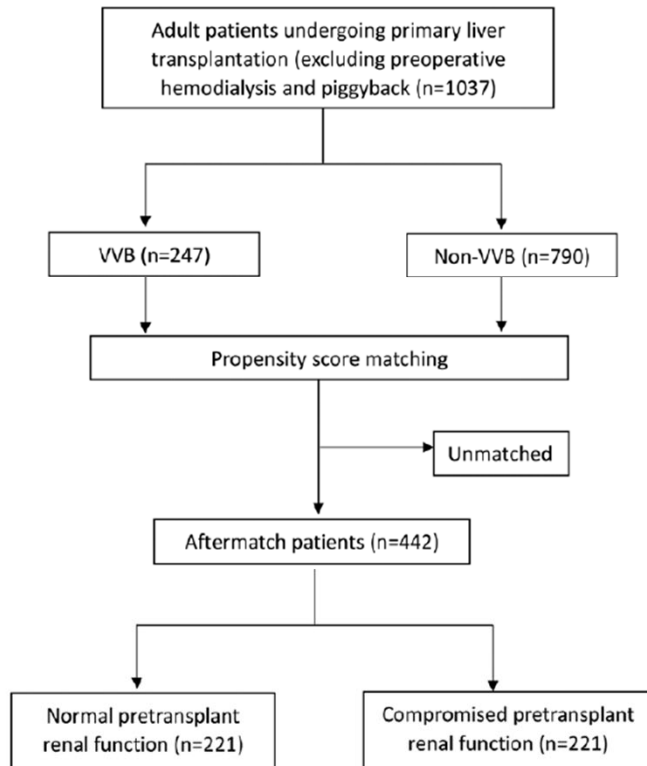 Adult patients undergoing primary liver
transplantation (excluding preoperative
hemodialysis and piggyback (n=1037)
VVB (n=247)
Non-VVB (n=790)
Propensity score matching
Unmatched
Aftermatch patients (n=442)
Normal pretransplant
renal function (n=221)
Compromised pretransplant
renal function (n=221)